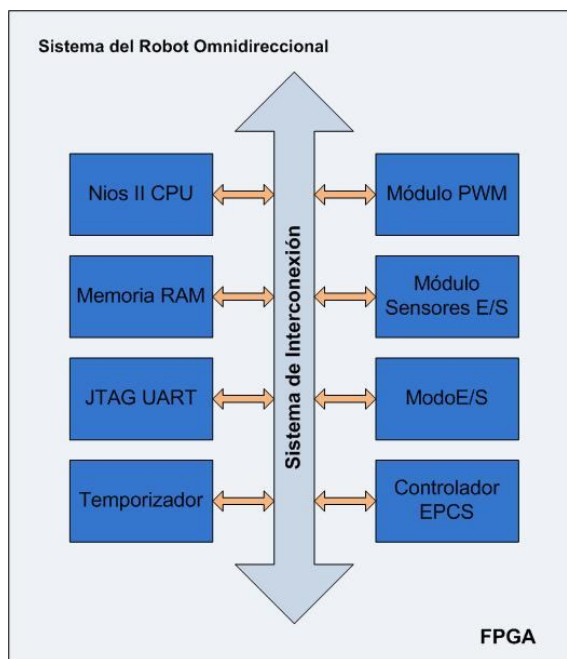 Sistema del Robot Omnidireccional
Nios II CPU
Módulo PWM
Memoria RAM
Módulo
Sensores E/S
JTAG UART
ModoE/S
Temporizador
Controlador
EPCS
Sistema de Interconexión
FPGA